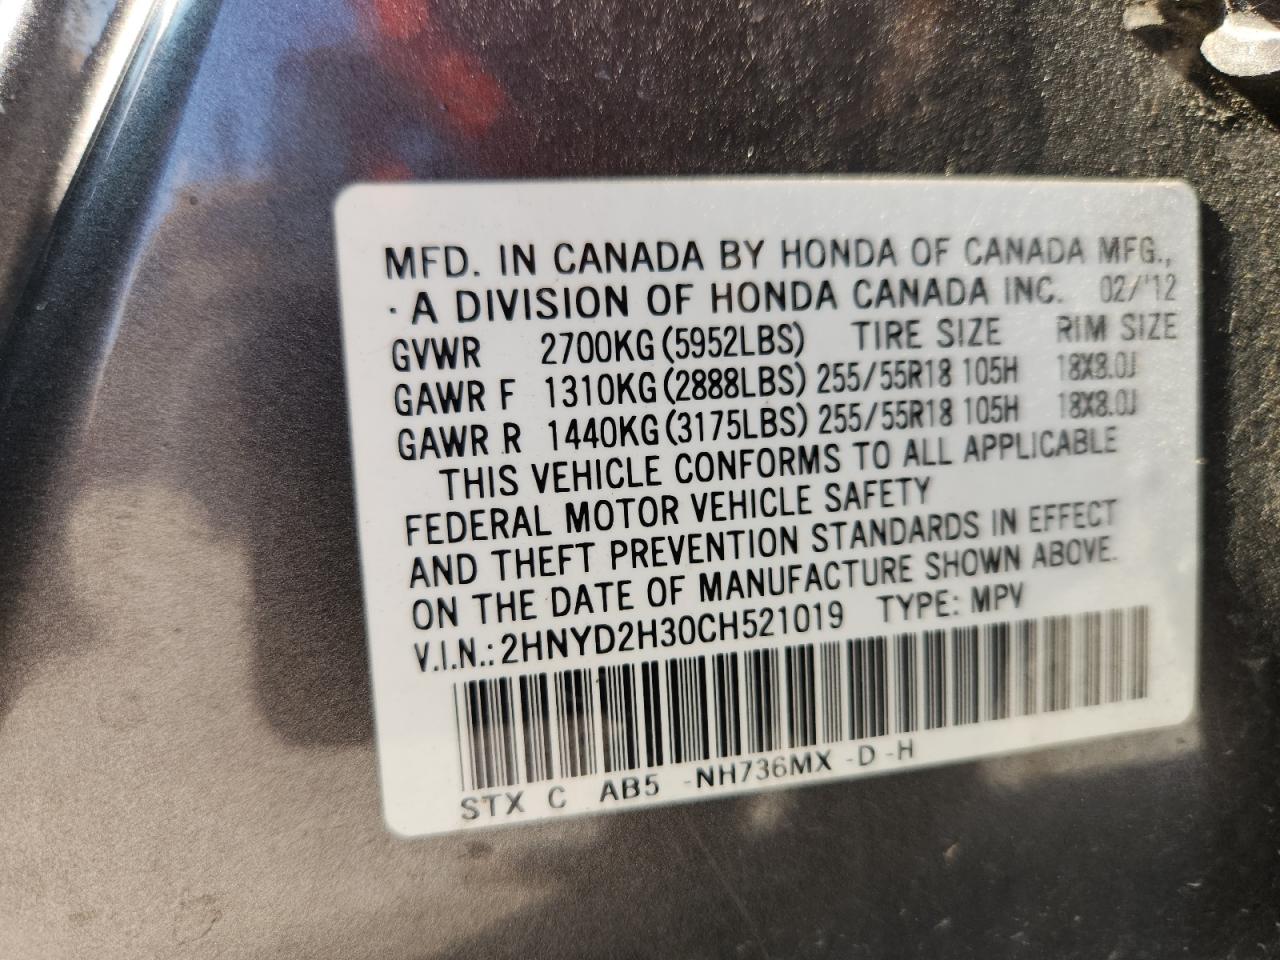 MFD. IN CANADA BY HONDA OF CANADA MFG.,
· A DIVISION OF HONDA CANADA INC. 02/'12
GVWR 2700KG (5952LBS) TIRE SIZE RIM SIZE
GAWR F 1310KG (2888LBS) 255/55R18 105H 18X8.0J
GAWR R 1440KG (3175LBS) 255/55R18 105H 18X8.0J
THIS VEHICLE CONFORMS TO ALL APPLICABLE
FEDERAL MOTOR VEHICLE SAFETY
AND THEFT PREVENTION STANDARDS IN EFFECT
ON THE DATE OF MANUFACTURE SHOWN ABOVE.
V.I.N.: 2HNYD2H30CH521019 TYPE: MPV
STX C AB5 -NH736MX -D -H